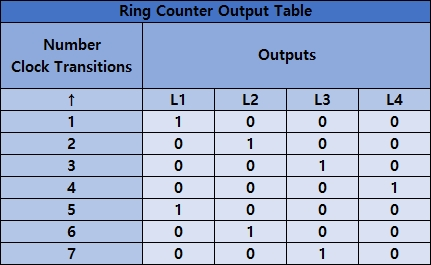 Ring Counter Output Table
Number
Clock Transitions
Outputs
↑ L1 L2 L3 L4
1 1 0 0 0
2 0 1 0 0
3 0 0 1 0
4 0 0 0 1
5 1 0 0 0
6 0 1 0 0
7 0 0 1 0